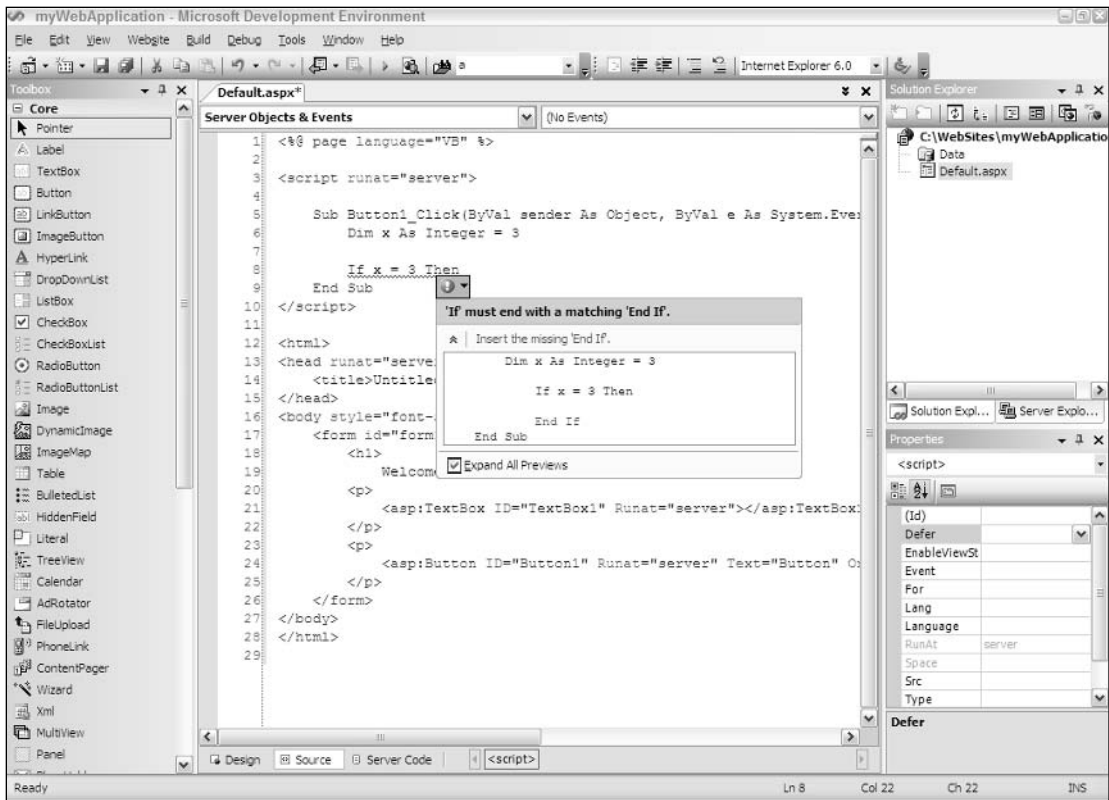 myWebApplication - Microsoft Development Environment
File Edit View Website Build Debug Tools Window Help
a
Internet Explorer 6.0
Toolbox
Core
Pointer
Label
TextBox
Button
LinkButton
ImageButton
HyperLink
DropDownList
ListBox
CheckBox
CheckBoxList
RadioButton
RadioButtonList
Image
DynamicImage
ImageMap
Table
BulletedList
HiddenField
Literal
TreeView
Calendar
AdRotator
FileUpload
PhoneLink
ContentPager
Wizard
Xml
MultiView
Panel
Default.aspx*
Server Objects & Events
(No Events)
1 <%@ page language="VB" %>
2
3 <script runat="server">
4
5 Sub Button1_Click(ByVal sender As Object, ByVal e As System.Eve
6 Dim x As Integer = 3
7
8 If x = 3 Then
9 End Sub
10 </script>
11
12 <html>
13 <head runat="serve
14 <title>Untitle
15 </head>
16 <body style="font-
17 <form id="form
18 <h1>
19 Welcome
20 <p>
21 <asp:TextBox ID="TextBox1" Runat="server"></asp:TextBox
22 </p>
23 <p>
24 <asp:Button ID="Button1" Runat="server" Text="Button" O
25 </p>
26 </form>
27 </body>
28 </html>
29
'If' must end with a matching 'End If'.
Insert the missing 'End If'.
Dim x As Integer = 3
If x = 3 Then
End If
End Sub
Expand All Previews
Design Source Server Code <script>
Solution Explorer
C:\WebSites\myWebApplicatio
Data
Default.aspx
Solution Expl... Server Explo...
Properties
<script>
(Id)
Defer
EnableViewSt
Event
For
Lang
Language
RunAt server
Space
Src
Type
Defer
Ready Ln 8 Col 22 Ch 22 INS